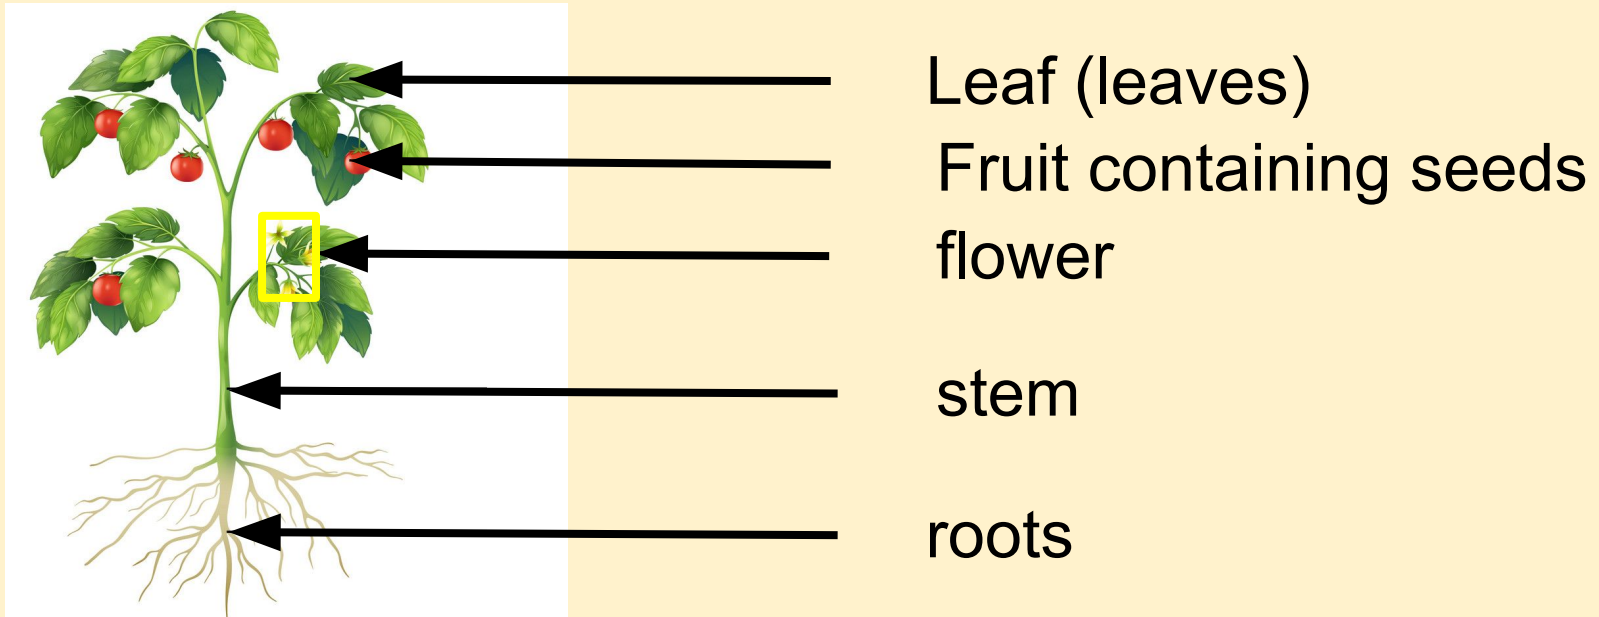 Leaf (leaves)
Fruit containing seeds
flower
stem
roots